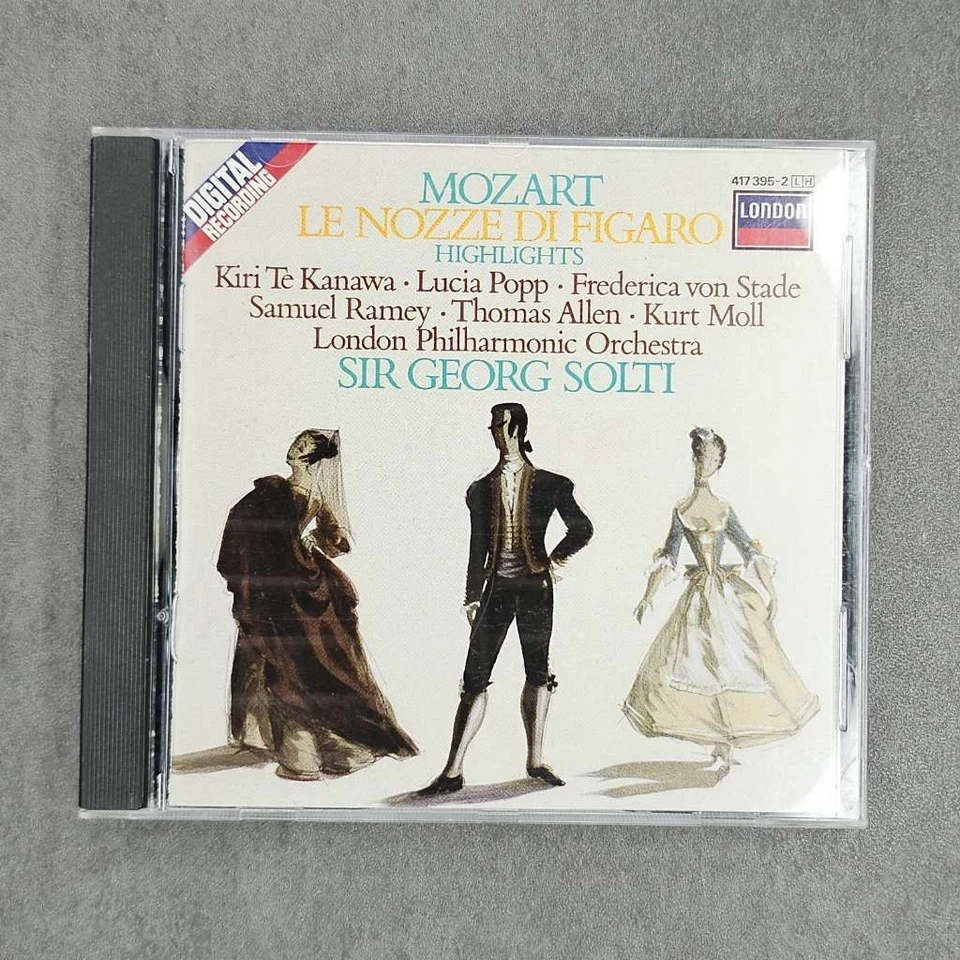 DIGITAL
RECORDING
417 395-2 LH
LONDON
MOZART
LE NOZZE DI FIGARO
HIGHLIGHTS
Kiri Te Kanawa · Lucia Popp · Frederica von Stade
Samuel Ramey · Thomas Allen · Kurt Moll
London Philharmonic Orchestra
SIR GEORG SOLTI